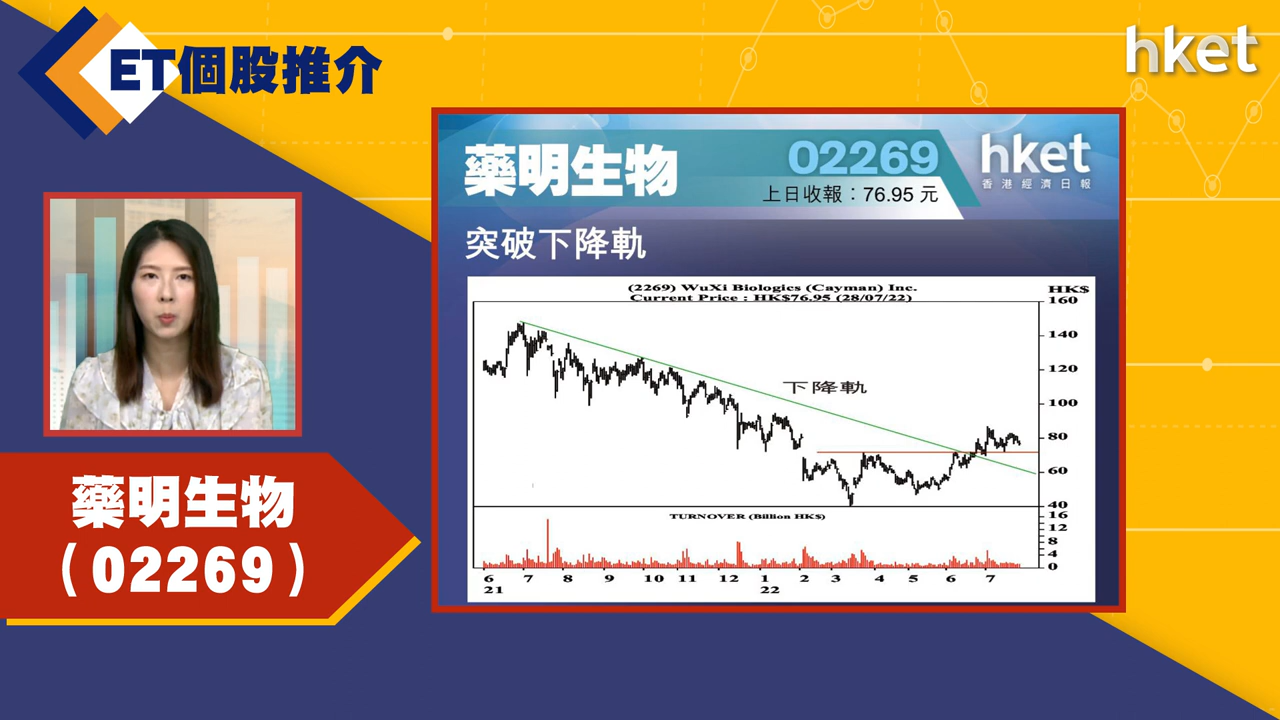 ET個股推介
hket
藥明生物
02269
hket
香港經濟日報
上日收報：76.95 元
突破下降軌
(2269) WuXi Biologics (Cayman) Inc.
Current Price : HK$76.95 (28/07/22)
HK$
160
140
120
下降軌
100
80
60
40
TURNOVER (Billion HK$)
16
12
8
4
0
6 7 8 9 10 11 12 1 2 3 4 5 6 7
21 22
藥明生物
（02269）